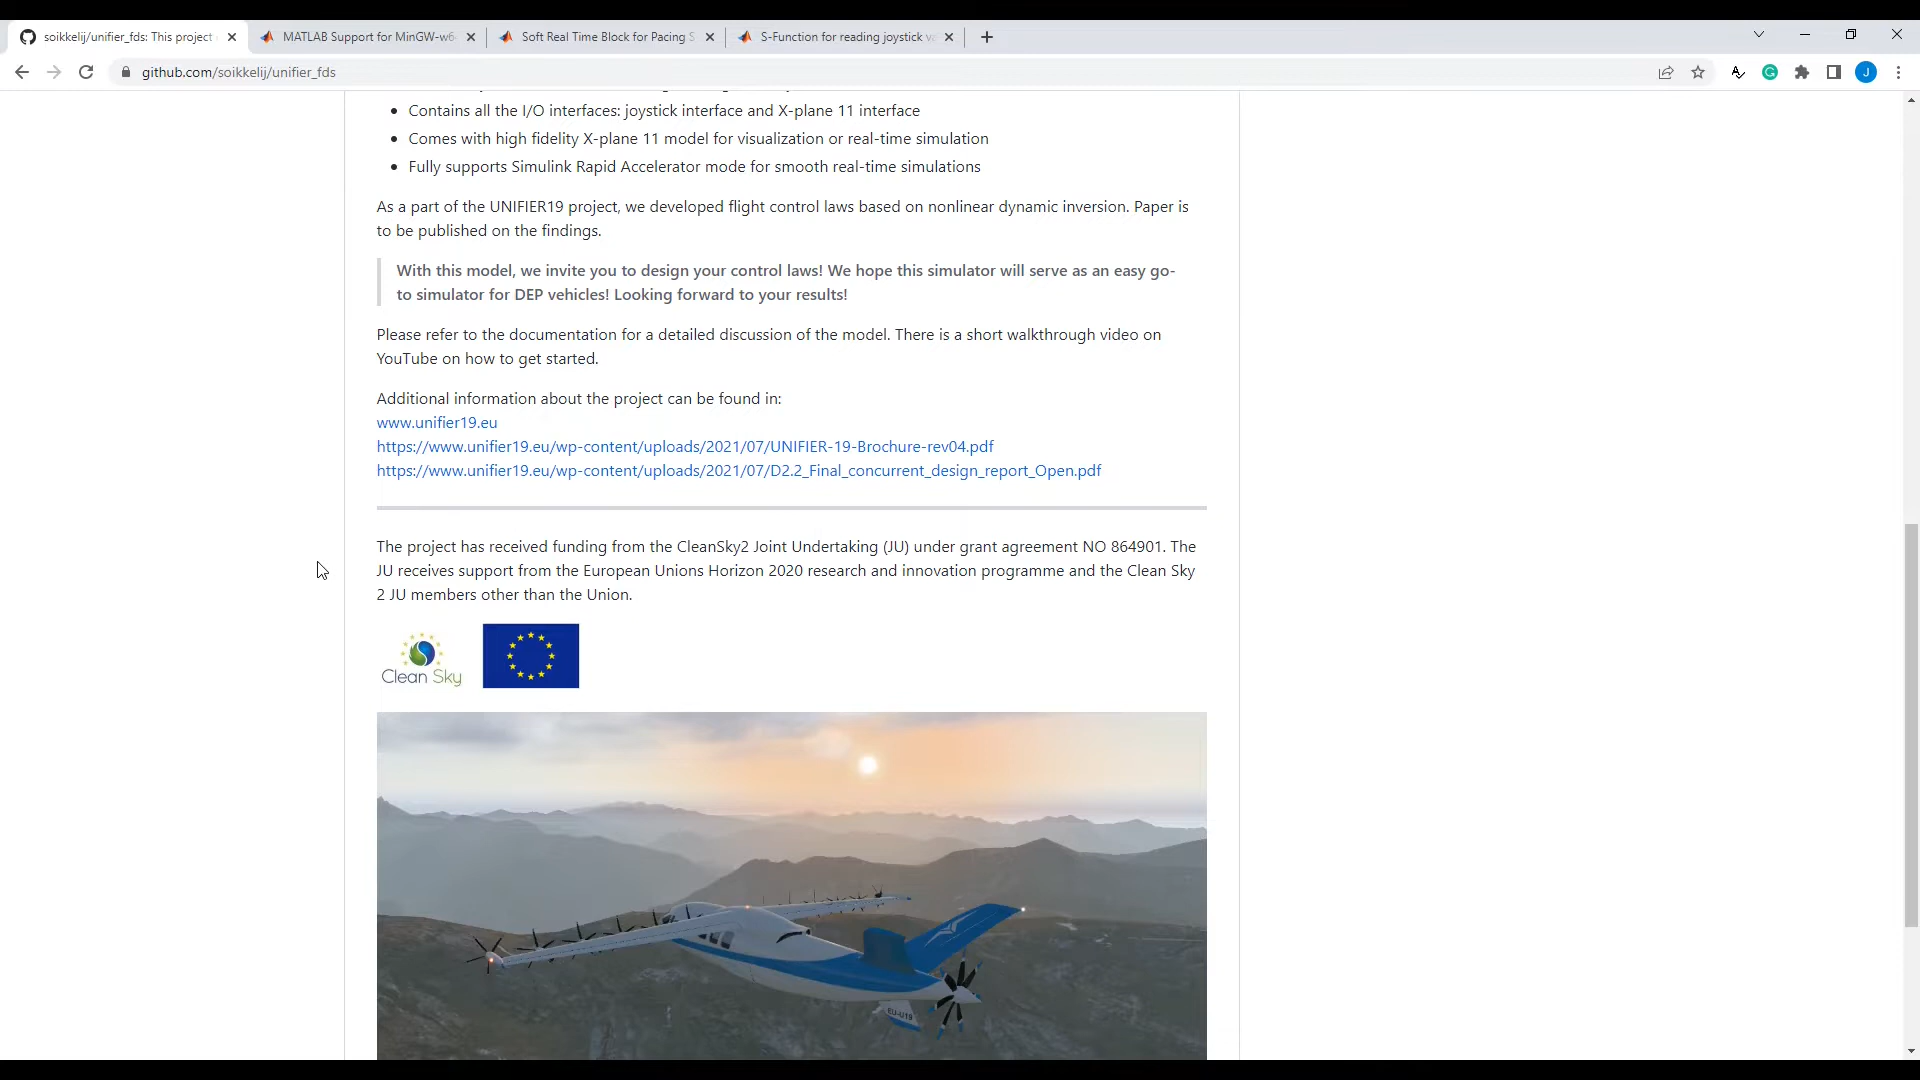 soikkelij/unifier_fds: This project
MATLAB Support for MinGW-w6
Soft Real Time Block for Pacing S
S-Function for reading joystick va
github.com/soikkelij/unifier_fds
J
Contains all the I/O interfaces: joystick interface and X-plane 11 interface
Comes with high fidelity X-plane 11 model for visualization or real-time simulation
Fully supports Simulink Rapid Accelerator mode for smooth real-time simulations
As a part of the UNIFIER19 project, we developed flight control laws based on nonlinear dynamic inversion. Paper is
to be published on the findings.
With this model, we invite you to design your control laws! We hope this simulator will serve as an easy go-
to simulator for DEP vehicles! Looking forward to your results!
Please refer to the documentation for a detailed discussion of the model. There is a short walkthrough video on
YouTube on how to get started.
Additional information about the project can be found in:
www.unifier19.eu
https://www.unifier19.eu/wp-content/uploads/2021/07/UNIFIER-19-Brochure-rev04.pdf
https://www.unifier19.eu/wp-content/uploads/2021/07/D2.2_Final_concurrent_design_report_Open.pdf
The project has received funding from the CleanSky2 Joint Undertaking (JU) under grant agreement NO 864901. The
JU receives support from the European Unions Horizon 2020 research and innovation programme and the Clean Sky
2 JU members other than the Union.
Clean Sky
EU-U19